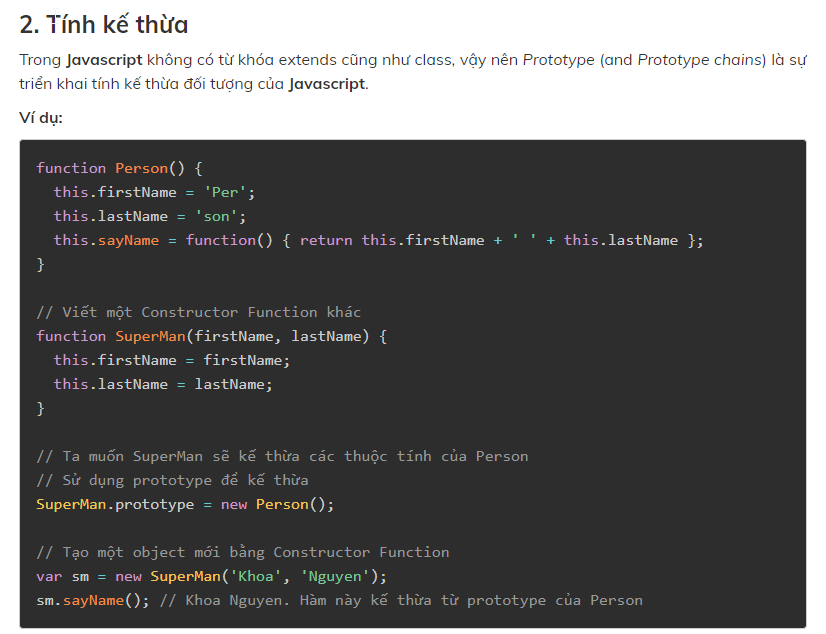 2. Tính kế thừa
Trong Javascript không có từ khóa extends cũng như class, vậy nên Prototype (and Prototype chains) là sự
triển khai tính kế thừa đối tượng của Javascript.
Ví dụ:
function Person() {
  this.firstName = 'Per';
  this.lastName = 'son';
  this.sayName = function() { return this.firstName + ' ' + this.lastName };
}
// Viết một Constructor Function khác
function SuperMan(firstName, lastName) {
  this.firstName = firstName;
  this.lastName = lastName;
}
// Ta muốn SuperMan sẽ kế thừa các thuộc tính của Person
// Sử dụng prototype để kế thừa
SuperMan.prototype = new Person();
// Tạo một object mới bằng Constructor Function
var sm = new SuperMan('Khoa', 'Nguyen');
sm.sayName(); // Khoa Nguyen. Hàm này kế thừa từ prototype của Person